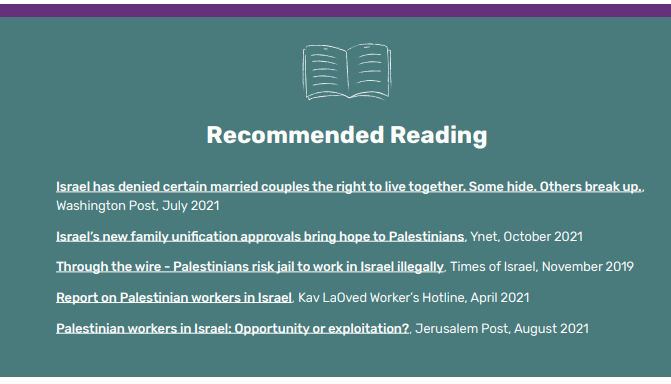 Recommended Reading
Israel has denied certain married couples the right to live together. Some hide. Others break up.,
Washington Post, July 2021
Israel's new family unification approvals bring hope to Palestinians, Ynet, October 2021
Through the wire - Palestinians risk jail to work in Israel illegally, Times of Israel, November 2019
Report on Palestinian workers in Israel, Kav LaOved Worker's Hotline, April 2021
Palestinian workers in Israel: Opportunity or exploitation?, Jerusalem Post, August 2021